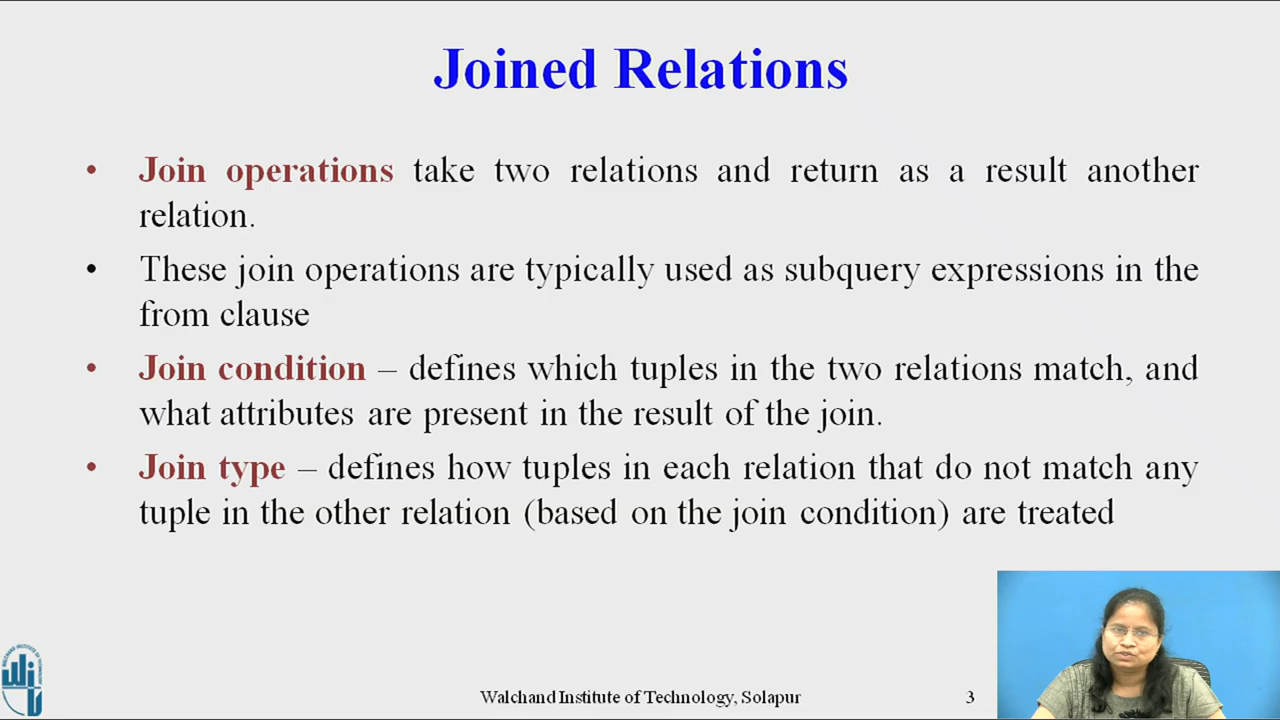 Joined Relations
• Join operations take two relations and return as a result another
relation.
• These join operations are typically used as subquery expressions in the
from clause
• Join condition – defines which tuples in the two relations match, and
what attributes are present in the result of the join.
• Join type – defines how tuples in each relation that do not match any
tuple in the other relation (based on the join condition) are treated
WALCHAND INSTITUTE OF TECHNOLOGY
Walchand Institute of Technology, Solapur
3